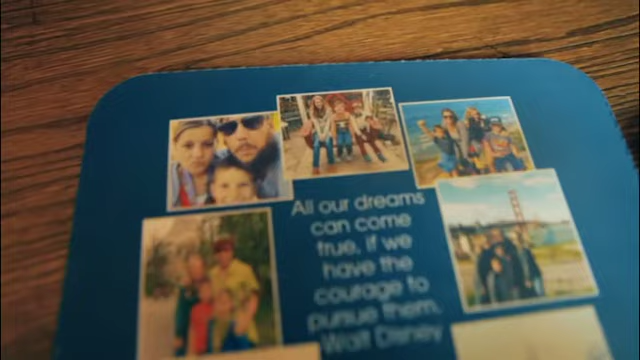 All our dreams
can come
true, if we
have the
courage to
pursue them.
Walt Disney